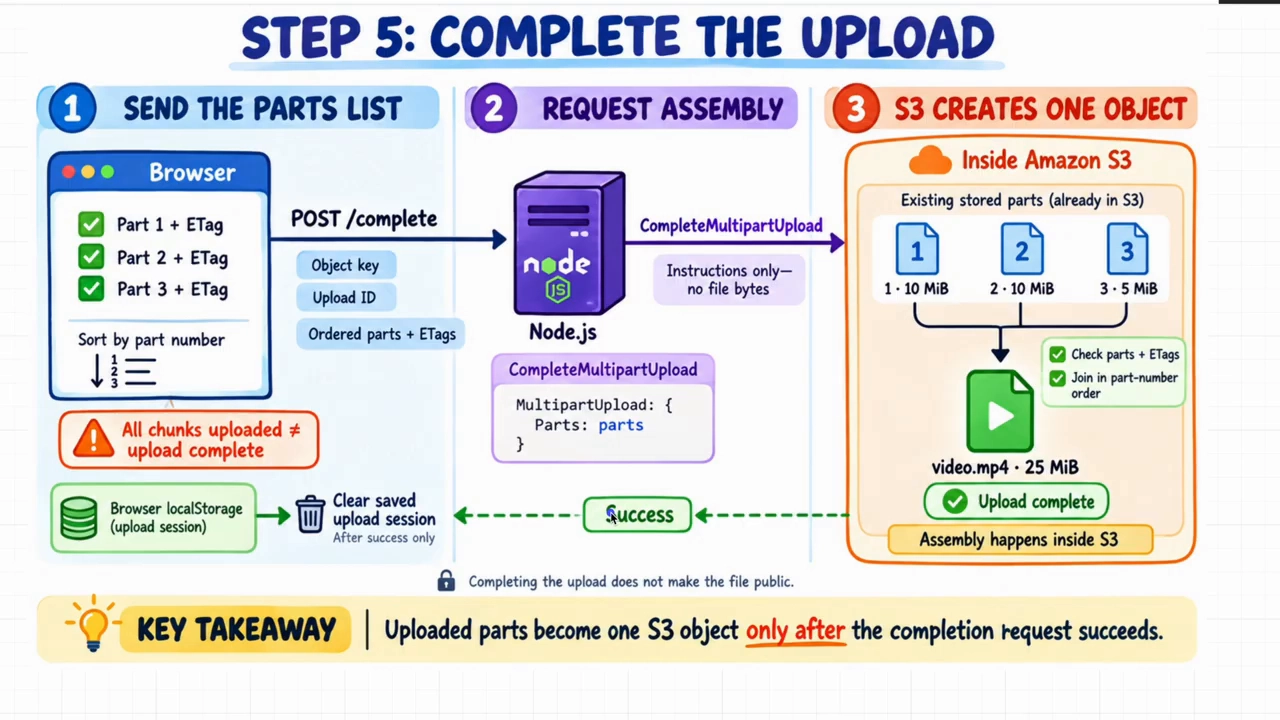 STEP 5: COMPLETE THE UPLOAD
1 SEND THE PARTS LIST
Browser
Part 1 + ETag
Part 2 + ETag
Part 3 + ETag
Sort by part number
1
2
3
POST /complete
Object key
Upload ID
Ordered parts + ETags
All chunks uploaded ≠
upload complete
Browser localStorage
(upload session)
Clear saved
upload session
After success only
2 REQUEST ASSEMBLY
node
JS
Node.js
CompleteMultipartUpload
Instructions only—
no file bytes
CompleteMultipartUpload
MultipartUpload: {
Parts: parts
}
Success
3 S3 CREATES ONE OBJECT
Inside Amazon S3
Existing stored parts (already in S3)
1 2 3
1 · 10 MiB 2 · 10 MiB 3 · 5 MiB
Check parts + ETags
Join in part-number
order
video.mp4 · 25 MiB
Upload complete
Assembly happens inside S3
Completing the upload does not make the file public.
KEY TAKEAWAY
Uploaded parts become one S3 object only after the completion request succeeds.